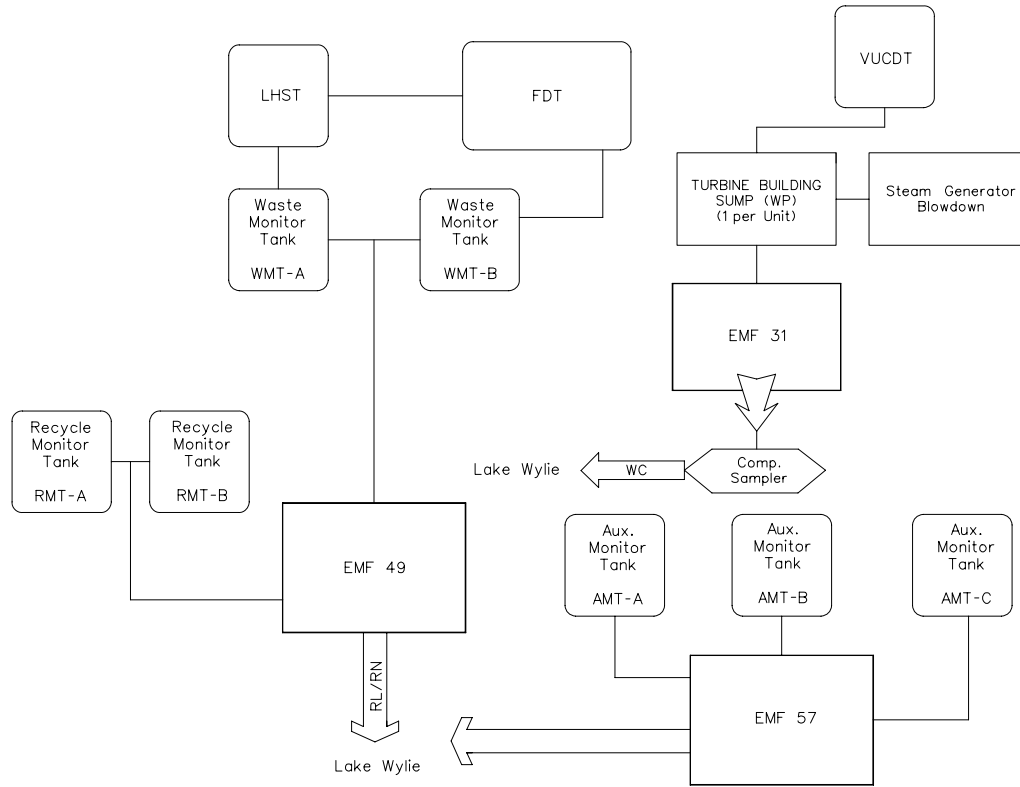 LHST
FDT
VUCDT
TURBINE BUILDING
SUMP (WP)
(1 per Unit)
Steam Generator
Blowdown
Waste
Monitor
Tank
WMT-A
Waste
Monitor
Tank
WMT-B
EMF 31
Recycle
Monitor
Tank
RMT-A
Recycle
Monitor
Tank
RMT-B
Lake Wylie
WC
Comp.
Sampler
EMF 49
Aux.
Monitor
Tank
AMT-A
Aux.
Monitor
Tank
AMT-B
Aux.
Monitor
Tank
AMT-C
RL/RN
EMF 57
Lake Wylie